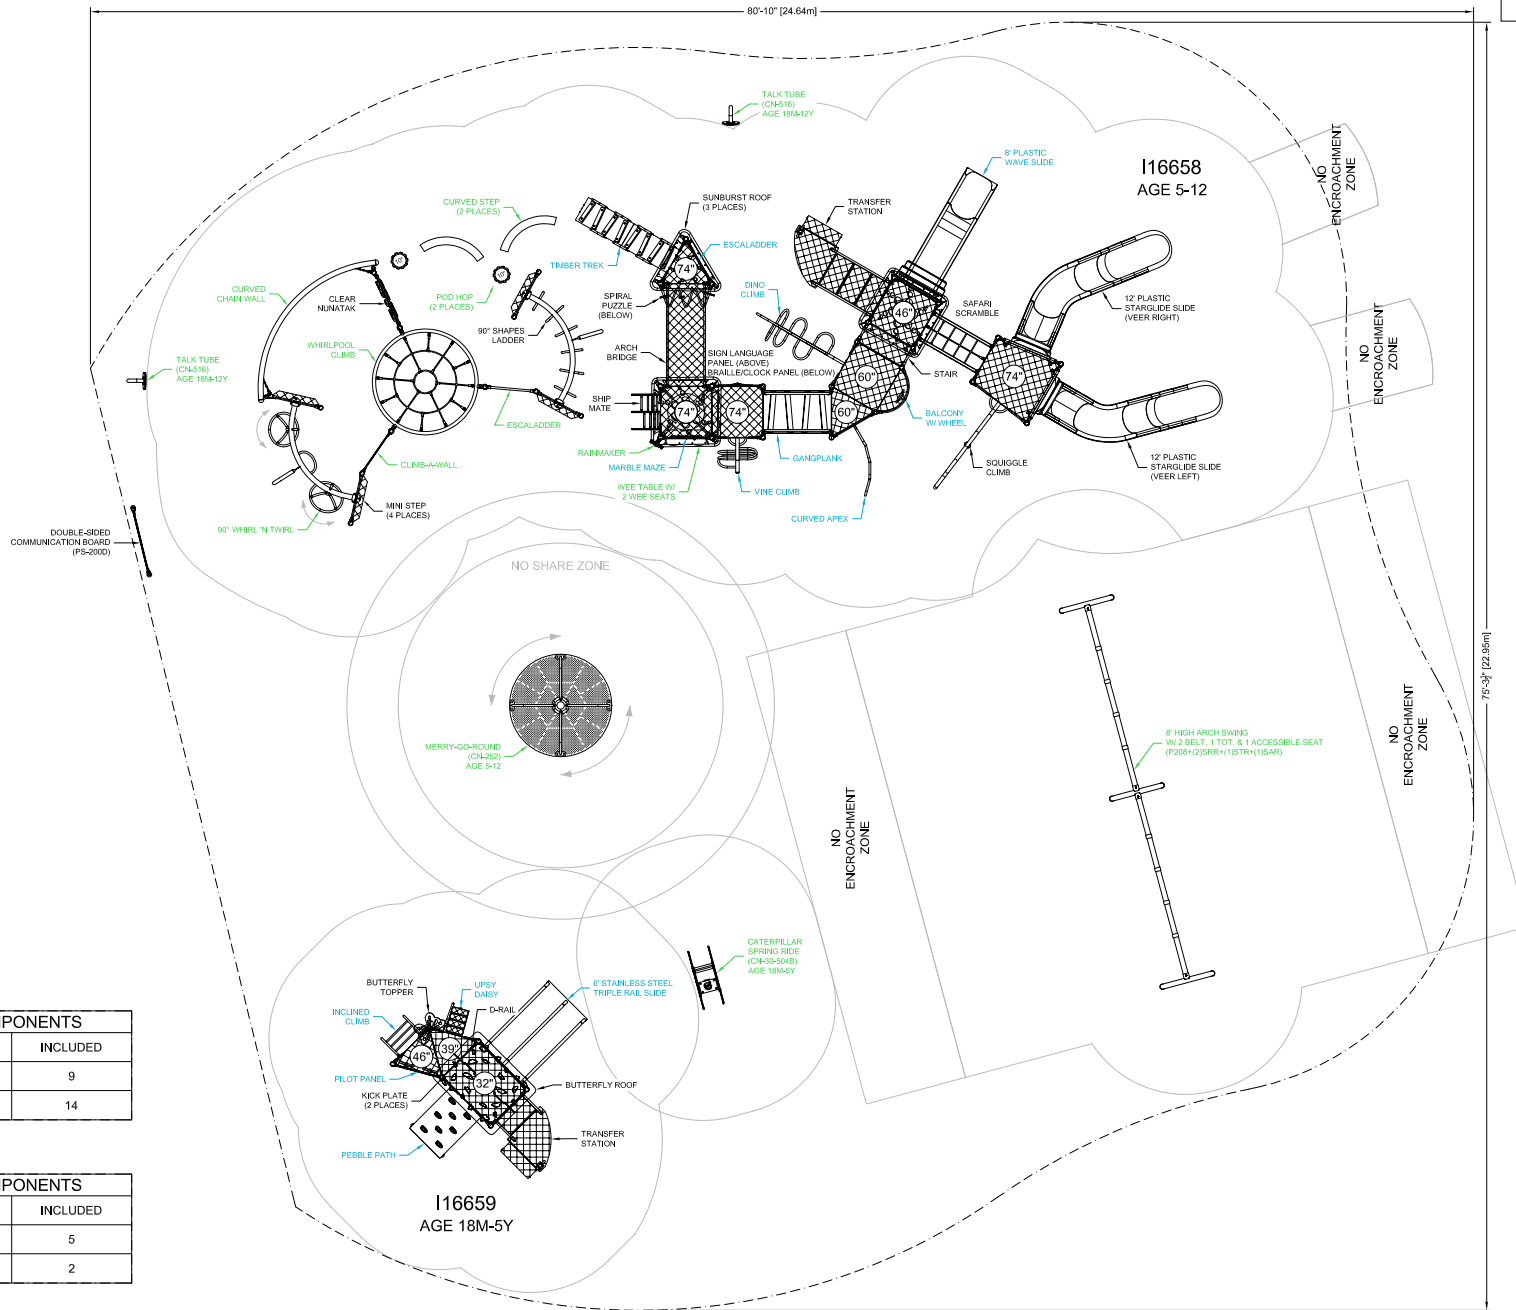 80'-10" [24.64m]
TALK TUBE
(CN-516)
AGE 18M-12Y
I16658
AGE 5-12
NO
ENCROACHMENT
ZONE
8' PLASTIC
WAVE SLIDE
CURVED STEP
(2 PLACES)
SUNBURST ROOF
(3 PLACES)
TRANSFER
STATION
ESCALADDER
TIMBER TREK
74"
10"
10"
CURVED
CHAIN WALL
CLEAR
NUNATAK
POD HOP
(2 PLACES)
SPIRAL
PUZZLE
(BELOW)
DINO
CLIMB
46"
SAFARI
SCRAMBLE
12' PLASTIC
STARGLIDE SLIDE
(VEER RIGHT)
90° SHAPES
LADDER
WHIRLPOOL
CLIMB
ARCH
BRIDGE
SIGN LANGUAGE
PANEL (ABOVE)
BRAILLE/CLOCK PANEL (BELOW)
NO
ENCROACHMENT
ZONE
TALK TUBE
(CN-516)
AGE 18M-12Y
60"
STAIR
74"
SHIP
MATE
74"
74"
60"
BALCONY
W/ WHEEL
ESCALADDER
RAINMAKER
MARBLE MAZE
GANGPLANK
CLIMB-A-WALL
SQUIGGLE
CLIMB
12' PLASTIC
STARGLIDE SLIDE
(VEER LEFT)
WEE TABLE W/
2 WEE SEATS
VINE CLIMB
MINI STEP
(4 PLACES)
CURVED APEX
90° WHIRL 'N TWIRL
DOUBLE-SIDED
COMMUNICATION BOARD
(PS-200D)
NO SHARE ZONE
75'-3½" [22.95m]
MERRY-GO-ROUND
(CN-252)
AGE 5-12
8' HIGH ARCH SWING
W/ 2 BELT, 1 TOT, & 1 ACCESSIBLE SEAT
(P208+(2)SRR+(1)STR+(1)SAR)
NO
ENCROACHMENT
ZONE
NO
ENCROACHMENT
ZONE
CATERPILLAR
SPRING RIDE
(CN-30-504B)
AGE 18M-5Y
BUTTERFLY
TOPPER
UPSY
DAISY
6' STAINLESS STEEL
TRIPLE RAIL SLIDE
INCLINED
CLIMB
D-RAIL
46"
39"
32"
PILOT PANEL
KICK PLATE
(2 PLACES)
BUTTERFLY ROOF
PEBBLE PATH
TRANSFER
STATION
I16659
AGE 18M-5Y
PONENTS
INCLUDED
9
14
PONENTS
INCLUDED
5
2